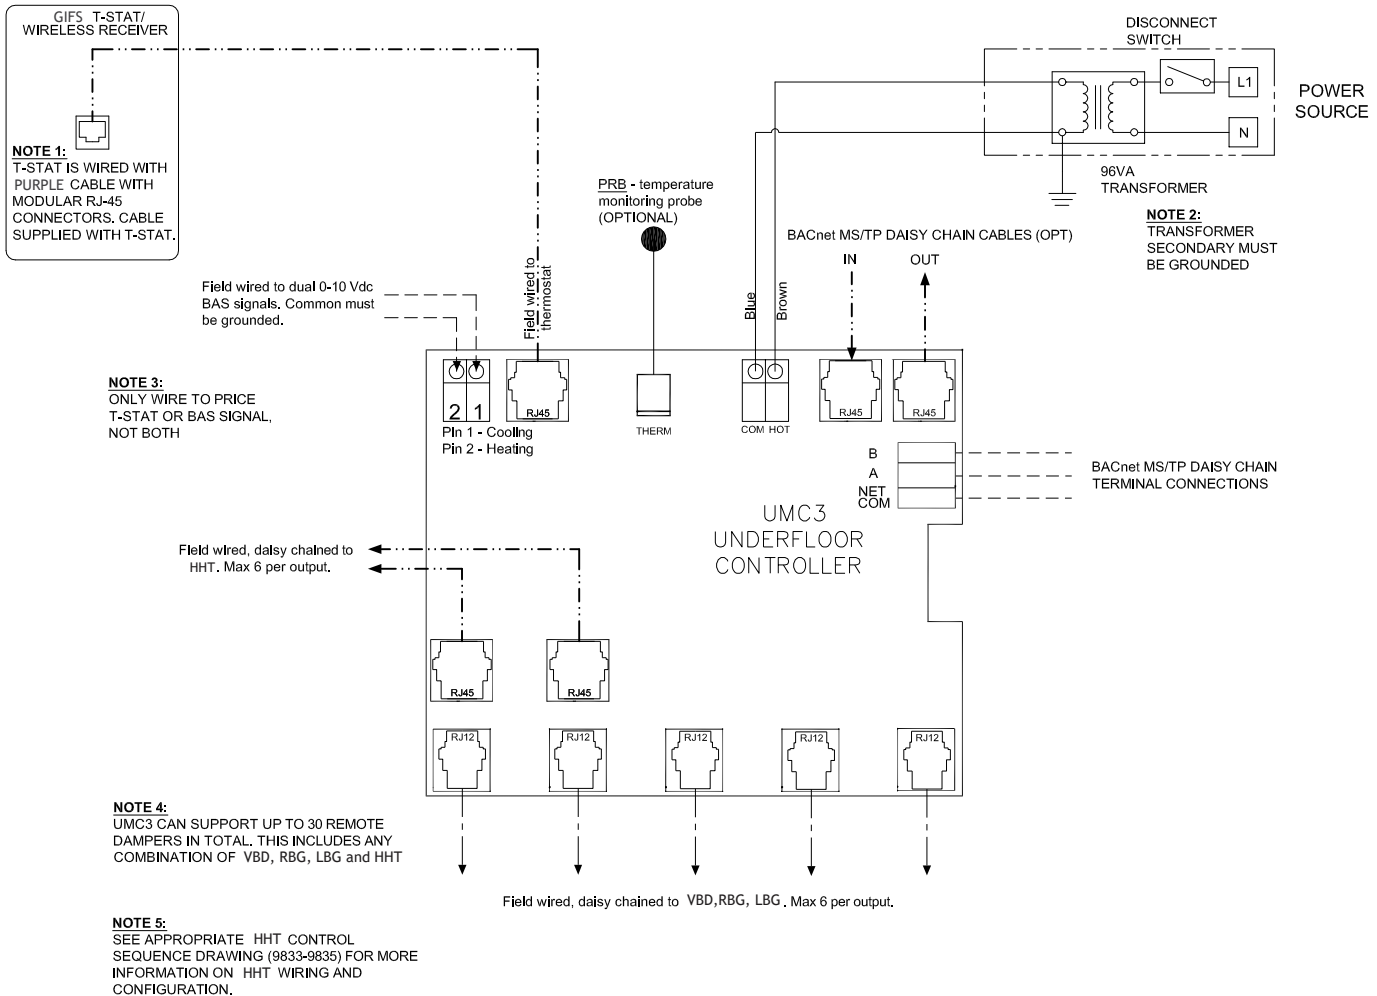 GIFS T-STAT/
WIRELESS RECEIVER
NOTE 1:
T-STAT IS WIRED WITH
PURPLE CABLE WITH
MODULAR RJ-45
CONNECTORS. CABLE
SUPPLIED WITH T-STAT.
DISCONNECT
SWITCH
L1
N
POWER
SOURCE
96VA
TRANSFORMER
NOTE 2:
TRANSFORMER
SECONDARY MUST
BE GROUNDED
PRB - temperature
monitoring probe
(OPTIONAL)
BACnet MS/TP DAISY CHAIN CABLES (OPT)
IN
OUT
Field wired to dual 0-10 Vdc
BAS signals. Common must
be grounded.
Field wired to
thermostat
Blue
Brown
NOTE 3:
ONLY WIRE TO PRICE
T-STAT OR BAS SIGNAL,
NOT BOTH
2 1
RJ45
Pin 1 - Cooling
Pin 2 - Heating
THERM
COM HOT
RJ45
RJ45
B
A
NET
COM
BACnet MS/TP DAISY CHAIN
TERMINAL CONNECTIONS
UMC3
UNDERFLOOR
CONTROLLER
Field wired, daisy chained to
HHT. Max 6 per output.
RJ45
RJ45
RJ12
RJ12
RJ12
RJ12
RJ12
NOTE 4:
UMC3 CAN SUPPORT UP TO 30 REMOTE
DAMPERS IN TOTAL. THIS INCLUDES ANY
COMBINATION OF VBD, RBG, LBG and HHT
Field wired, daisy chained to VBD,RBG, LBG . Max 6 per output.
NOTE 5:
SEE APPROPRIATE HHT CONTROL
SEQUENCE DRAWING (9833-9835) FOR MORE
INFORMATION ON HHT WIRING AND
CONFIGURATION.